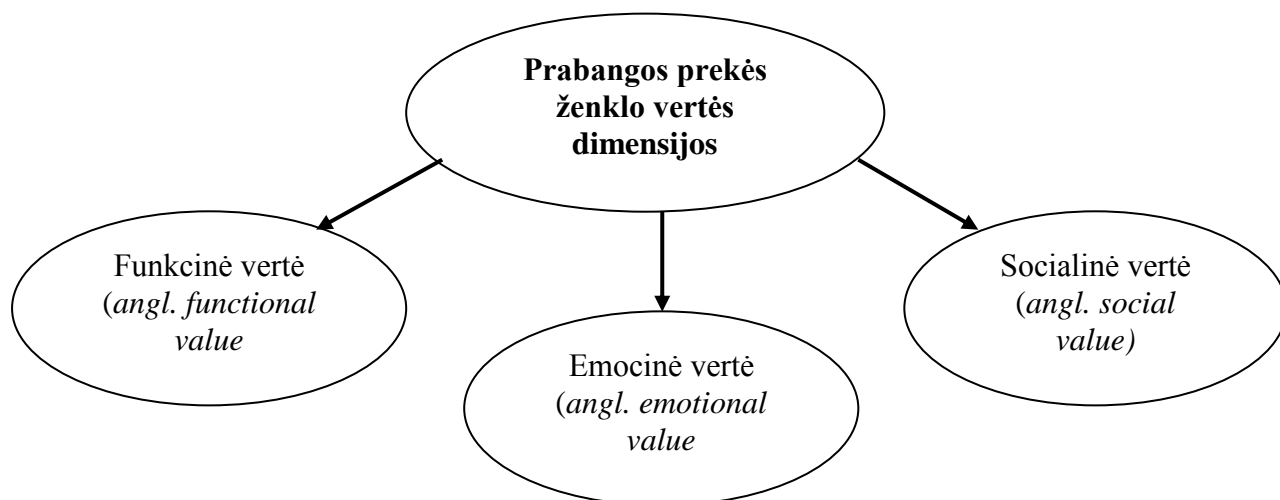 Prabangos prekės
ženklo vertės
dimensijos
Funkcinė vertė
(angl. functional
value
Emocinė vertė
(angl. emotional
value
Socialinė vertė
(angl. social
value)